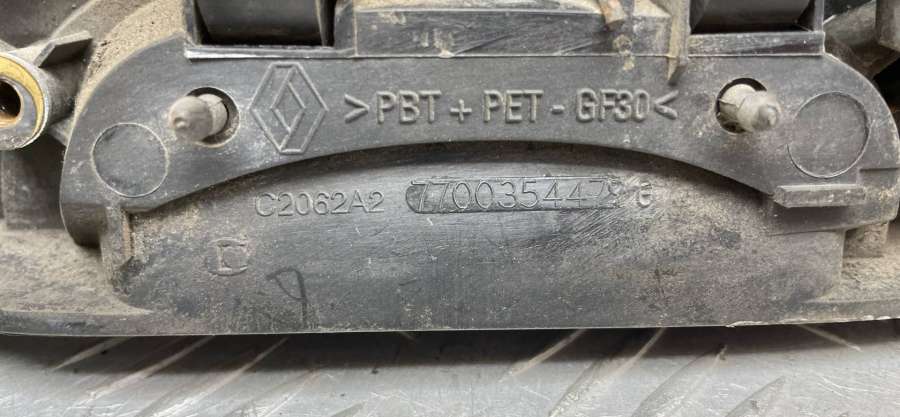 >PBT + PET - GF30<
C2062A2 7700354479 G